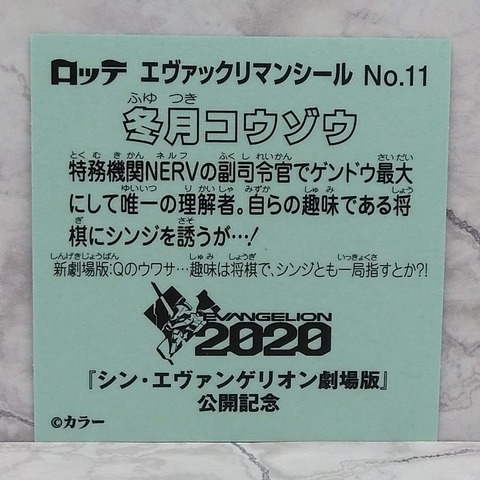 ロッテ エヴァックリマンシール No.11
ふゆ つき
冬月コウゾウ
とくむきかん ネルフ ふくしれいかん さいだい
特務機関NERVの副司令官でゲンドウ最大
ゆいいつ りかいしゃ みずか しゅみ しょう
にして唯一の理解者。自らの趣味である将
ぎ さそ
棋にシンジを誘うが…!
しんげきじょうばん しゅみ しょうぎ いっきょくさ
新劇場版:Qのウワサ…趣味は将棋で、シンジとも一局指すとか?!
EVANGELION
2020
『シン・エヴァンゲリオン劇場版』
公開記念
©カラー